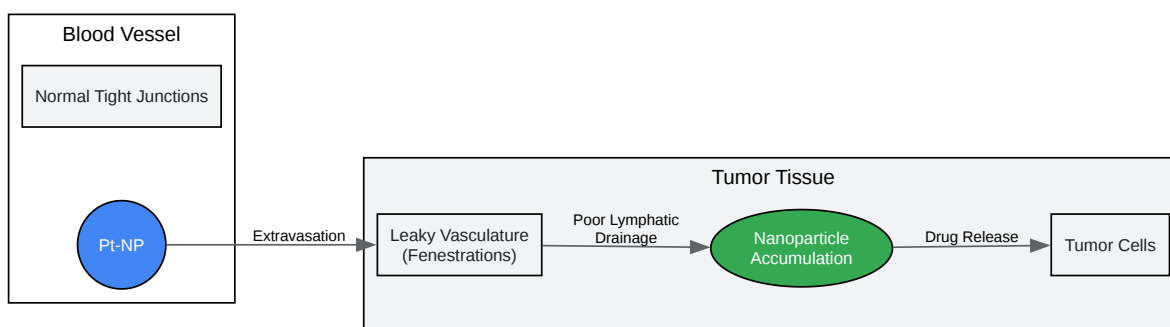 Blood Vessel
Normal Tight Junctions
Pt-NP
Extravasation
Tumor Tissue
Leaky Vasculature
(Fenestrations)
Poor Lymphatic
Drainage
Nanoparticle
Accumulation
Drug Release
Tumor Cells